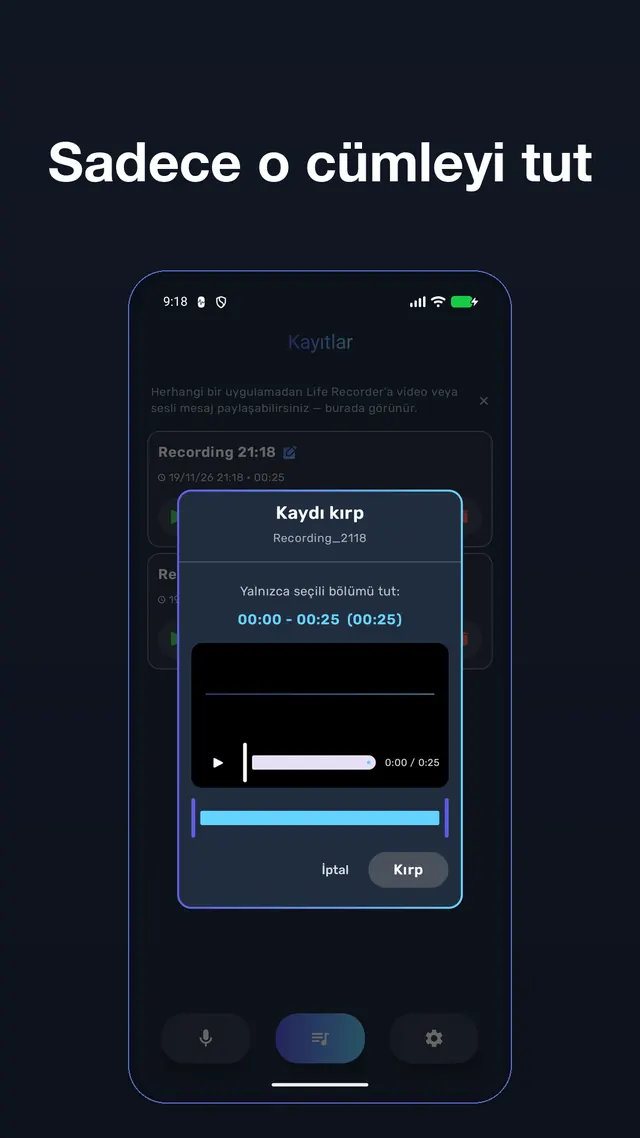 Sadece o cümleyi tut
9:18
Kayıtlar
Herhangi bir uygulamadan Life Recorder'a video veya
sesli mesaj paylaşabilirsiniz — burada görünür.
Recording 21:18
19/11/26 21:18 • 00:25
Kaydı kırp
Recording_2118
Re
19
Yalnızca seçili bölümü tut:
00:00 - 00:25 (00:25)
0:00 / 0:25
İptal
Kırp